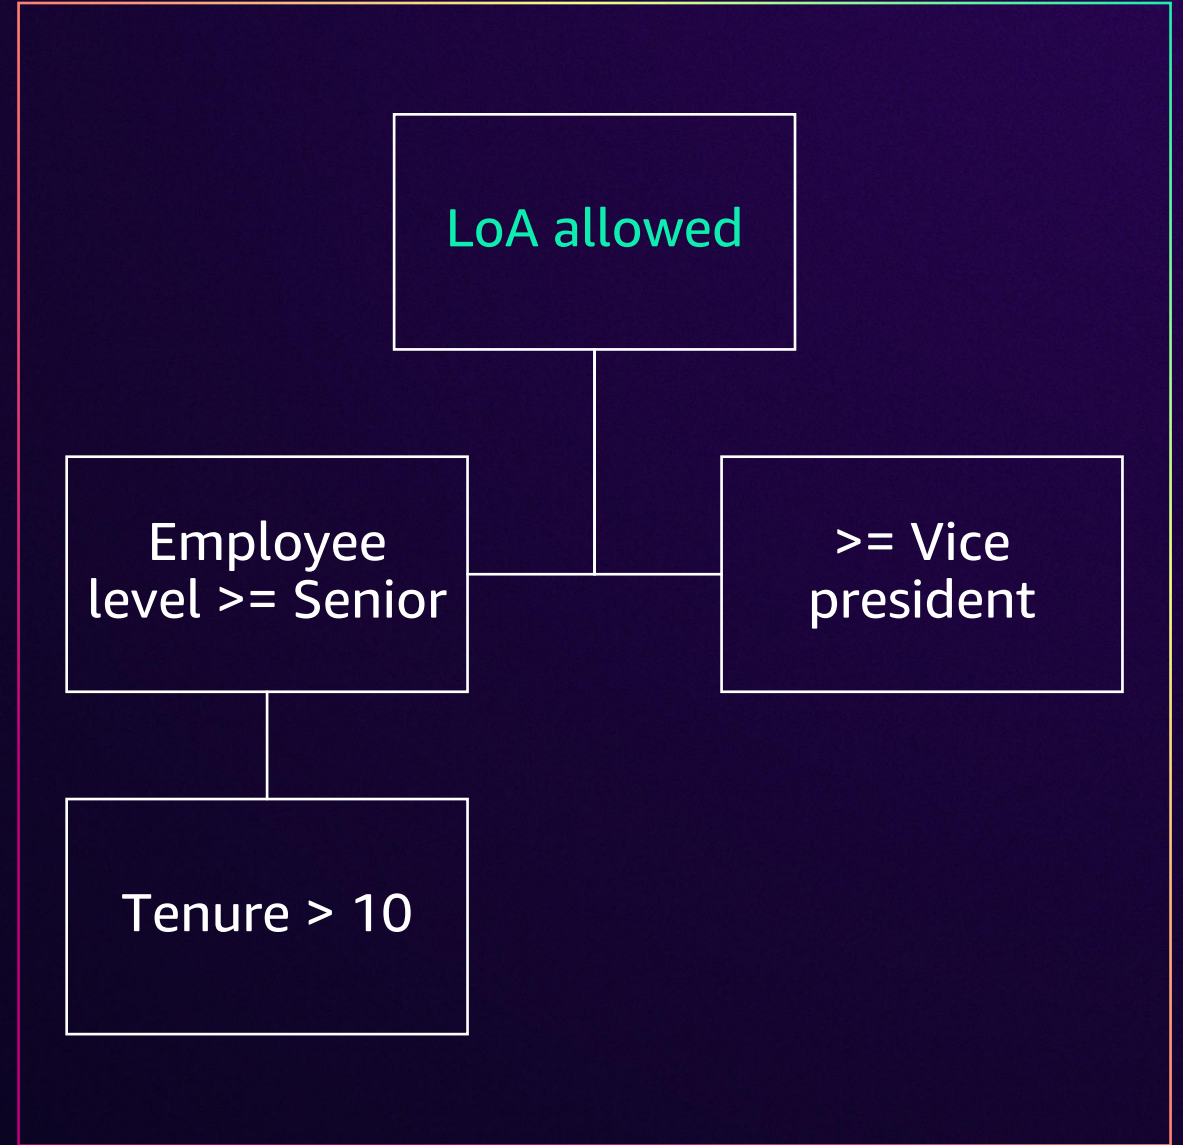 LoA allowed
Employee
level >= Senior
>= Vice
president
Tenure > 10